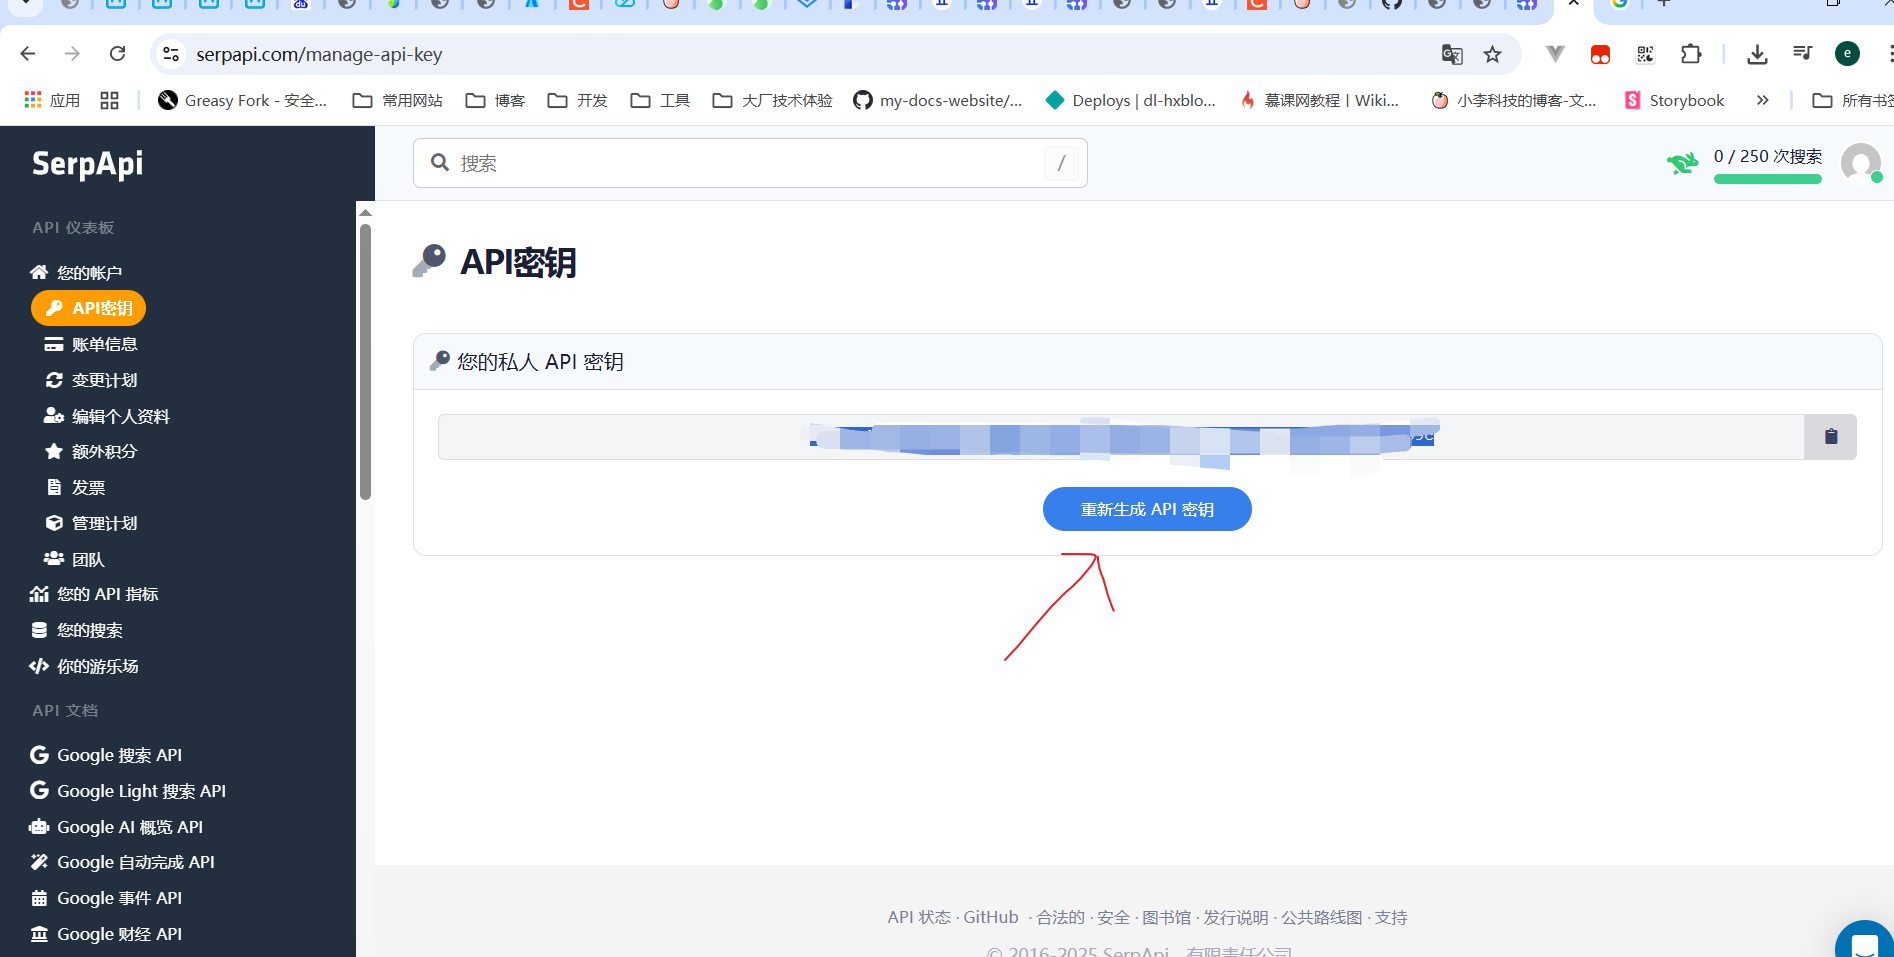 serpapi.com/manage-api-key
e
应用
Greasy Fork - 安全...
常用网站
博客
开发
工具
大厂技术体验
my-docs-website/...
Deploys | dl-hxblo...
慕课网教程丨Wiki...
小李科技的博客-文...
Storybook
»
所有书签
SerpApi
搜索
/
0 / 250 次搜索
API 仪表板
您的帐户
API密钥
账单信息
变更计划
编辑个人资料
额外积分
发票
管理计划
团队
您的 API 指标
您的搜索
你的游乐场
API 文档
Google 搜索 API
Google Light 搜索 API
Google AI 概览 API
Google 自动完成 API
Google 事件 API
Google 财经 API
API密钥
您的私人 API 密钥
重新生成 API 密钥
API 状态 · GitHub · 合法的 · 安全 · 图书馆 · 发行说明 · 公共路线图 · 支持
© 2016-2025 SerpApi，有限责任公司